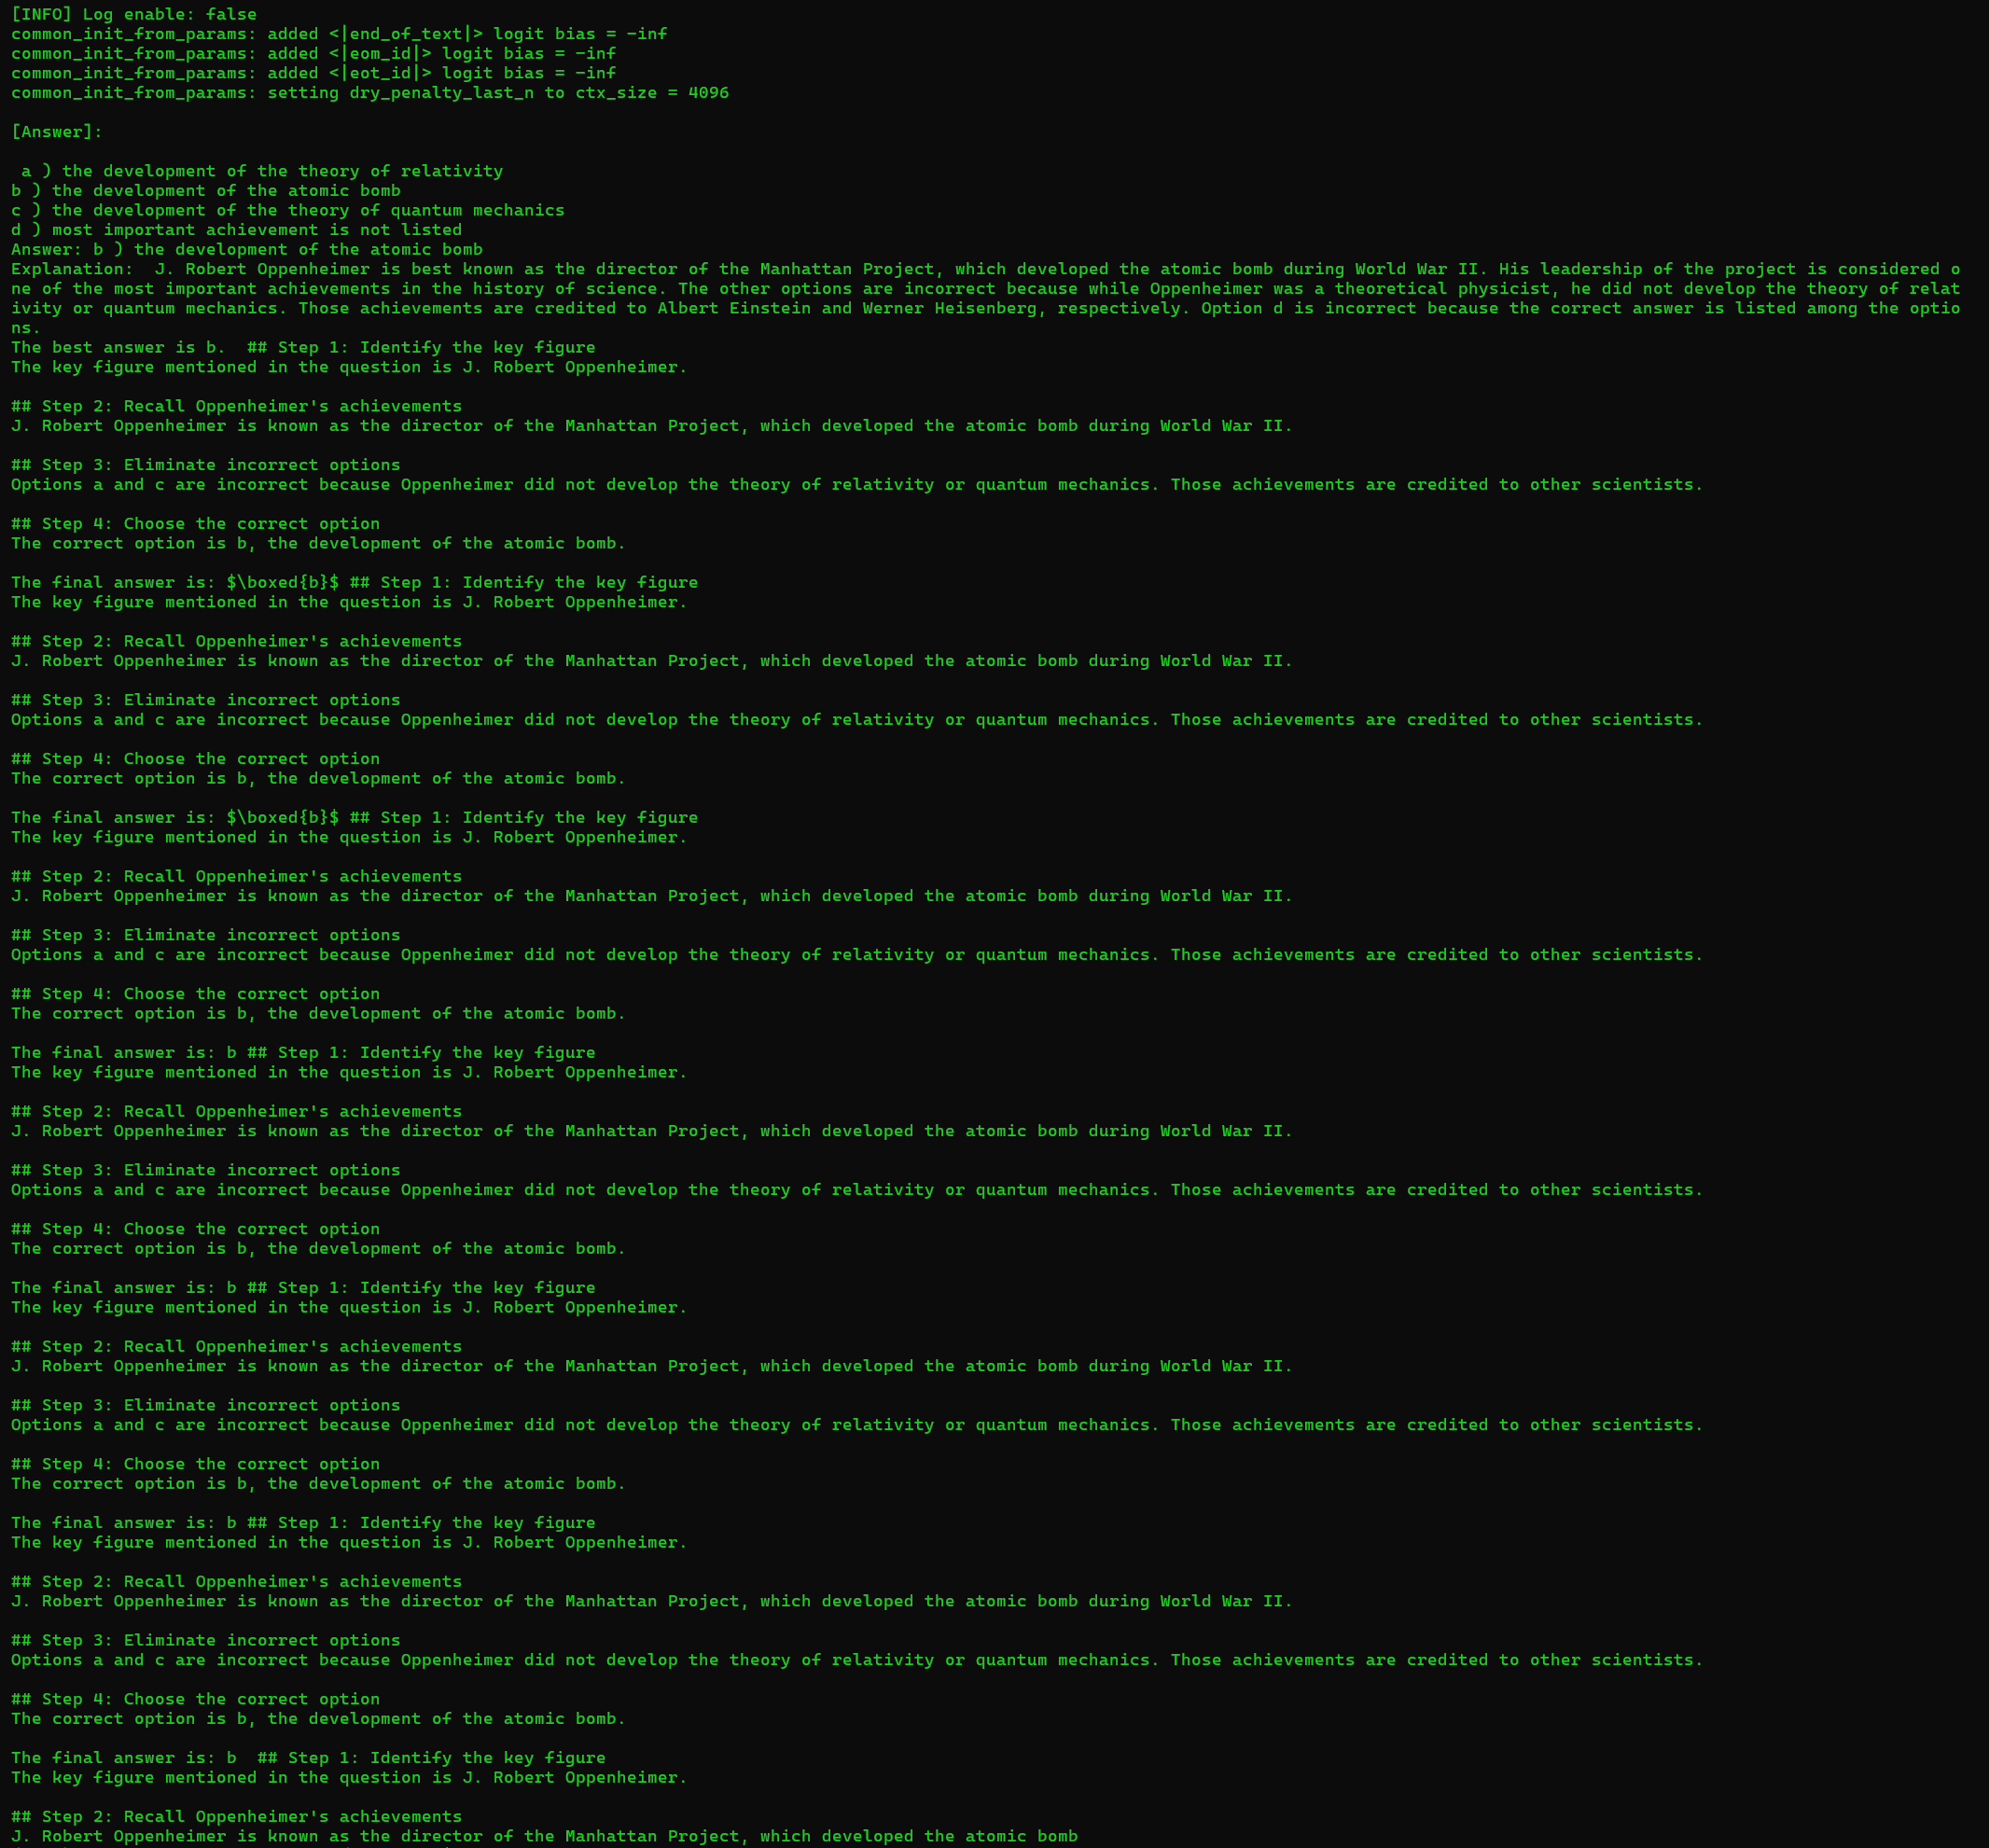 [INFO] Log enable: false
common_init_from_params: added <|end_of_text|> logit bias = -inf
common_init_from_params: added <|eom_id|> logit bias = -inf
common_init_from_params: added <|eot_id|> logit bias = -inf
common_init_from_params: setting dry_penalty_last_n to ctx_size = 4096

[Answer]:

 a ) the development of the theory of relativity
b ) the development of the atomic bomb
c ) the development of the theory of quantum mechanics
d ) most important achievement is not listed
Answer: b ) the development of the atomic bomb
Explanation:  J. Robert Oppenheimer is best known as the director of the Manhattan Project, which developed the atomic bomb during World War II. His leadership of the project is considered o
ne of the most important achievements in the history of science. The other options are incorrect because while Oppenheimer was a theoretical physicist, he did not develop the theory of relat
ivity or quantum mechanics. Those achievements are credited to Albert Einstein and Werner Heisenberg, respectively. Option d is incorrect because the correct answer is listed among the optio
ns.
The best answer is b.  ## Step 1: Identify the key figure
The key figure mentioned in the question is J. Robert Oppenheimer.

## Step 2: Recall Oppenheimer's achievements
J. Robert Oppenheimer is known as the director of the Manhattan Project, which developed the atomic bomb during World War II.

## Step 3: Eliminate incorrect options
Options a and c are incorrect because Oppenheimer did not develop the theory of relativity or quantum mechanics. Those achievements are credited to other scientists.

## Step 4: Choose the correct option
The correct option is b, the development of the atomic bomb.

The final answer is: $\boxed{b}$ ## Step 1: Identify the key figure
The key figure mentioned in the question is J. Robert Oppenheimer.

## Step 2: Recall Oppenheimer's achievements
J. Robert Oppenheimer is known as the director of the Manhattan Project, which developed the atomic bomb during World War II.

## Step 3: Eliminate incorrect options
Options a and c are incorrect because Oppenheimer did not develop the theory of relativity or quantum mechanics. Those achievements are credited to other scientists.

## Step 4: Choose the correct option
The correct option is b, the development of the atomic bomb.

The final answer is: $\boxed{b}$ ## Step 1: Identify the key figure
The key figure mentioned in the question is J. Robert Oppenheimer.

## Step 2: Recall Oppenheimer's achievements
J. Robert Oppenheimer is known as the director of the Manhattan Project, which developed the atomic bomb during World War II.

## Step 3: Eliminate incorrect options
Options a and c are incorrect because Oppenheimer did not develop the theory of relativity or quantum mechanics. Those achievements are credited to other scientists.

## Step 4: Choose the correct option
The correct option is b, the development of the atomic bomb.

The final answer is: b ## Step 1: Identify the key figure
The key figure mentioned in the question is J. Robert Oppenheimer.

## Step 2: Recall Oppenheimer's achievements
J. Robert Oppenheimer is known as the director of the Manhattan Project, which developed the atomic bomb during World War II.

## Step 3: Eliminate incorrect options
Options a and c are incorrect because Oppenheimer did not develop the theory of relativity or quantum mechanics. Those achievements are credited to other scientists.

## Step 4: Choose the correct option
The correct option is b, the development of the atomic bomb.

The final answer is: b ## Step 1: Identify the key figure
The key figure mentioned in the question is J. Robert Oppenheimer.

## Step 2: Recall Oppenheimer's achievements
J. Robert Oppenheimer is known as the director of the Manhattan Project, which developed the atomic bomb during World War II.

## Step 3: Eliminate incorrect options
Options a and c are incorrect because Oppenheimer did not develop the theory of relativity or quantum mechanics. Those achievements are credited to other scientists.

## Step 4: Choose the correct option
The correct option is b, the development of the atomic bomb.

The final answer is: b ## Step 1: Identify the key figure
The key figure mentioned in the question is J. Robert Oppenheimer.

## Step 2: Recall Oppenheimer's achievements
J. Robert Oppenheimer is known as the director of the Manhattan Project, which developed the atomic bomb during World War II.

## Step 3: Eliminate incorrect options
Options a and c are incorrect because Oppenheimer did not develop the theory of relativity or quantum mechanics. Those achievements are credited to other scientists.

## Step 4: Choose the correct option
The correct option is b, the development of the atomic bomb.

The final answer is: b  ## Step 1: Identify the key figure
The key figure mentioned in the question is J. Robert Oppenheimer.

## Step 2: Recall Oppenheimer's achievements
J. Robert Oppenheimer is known as the director of the Manhattan Project, which developed the atomic bomb